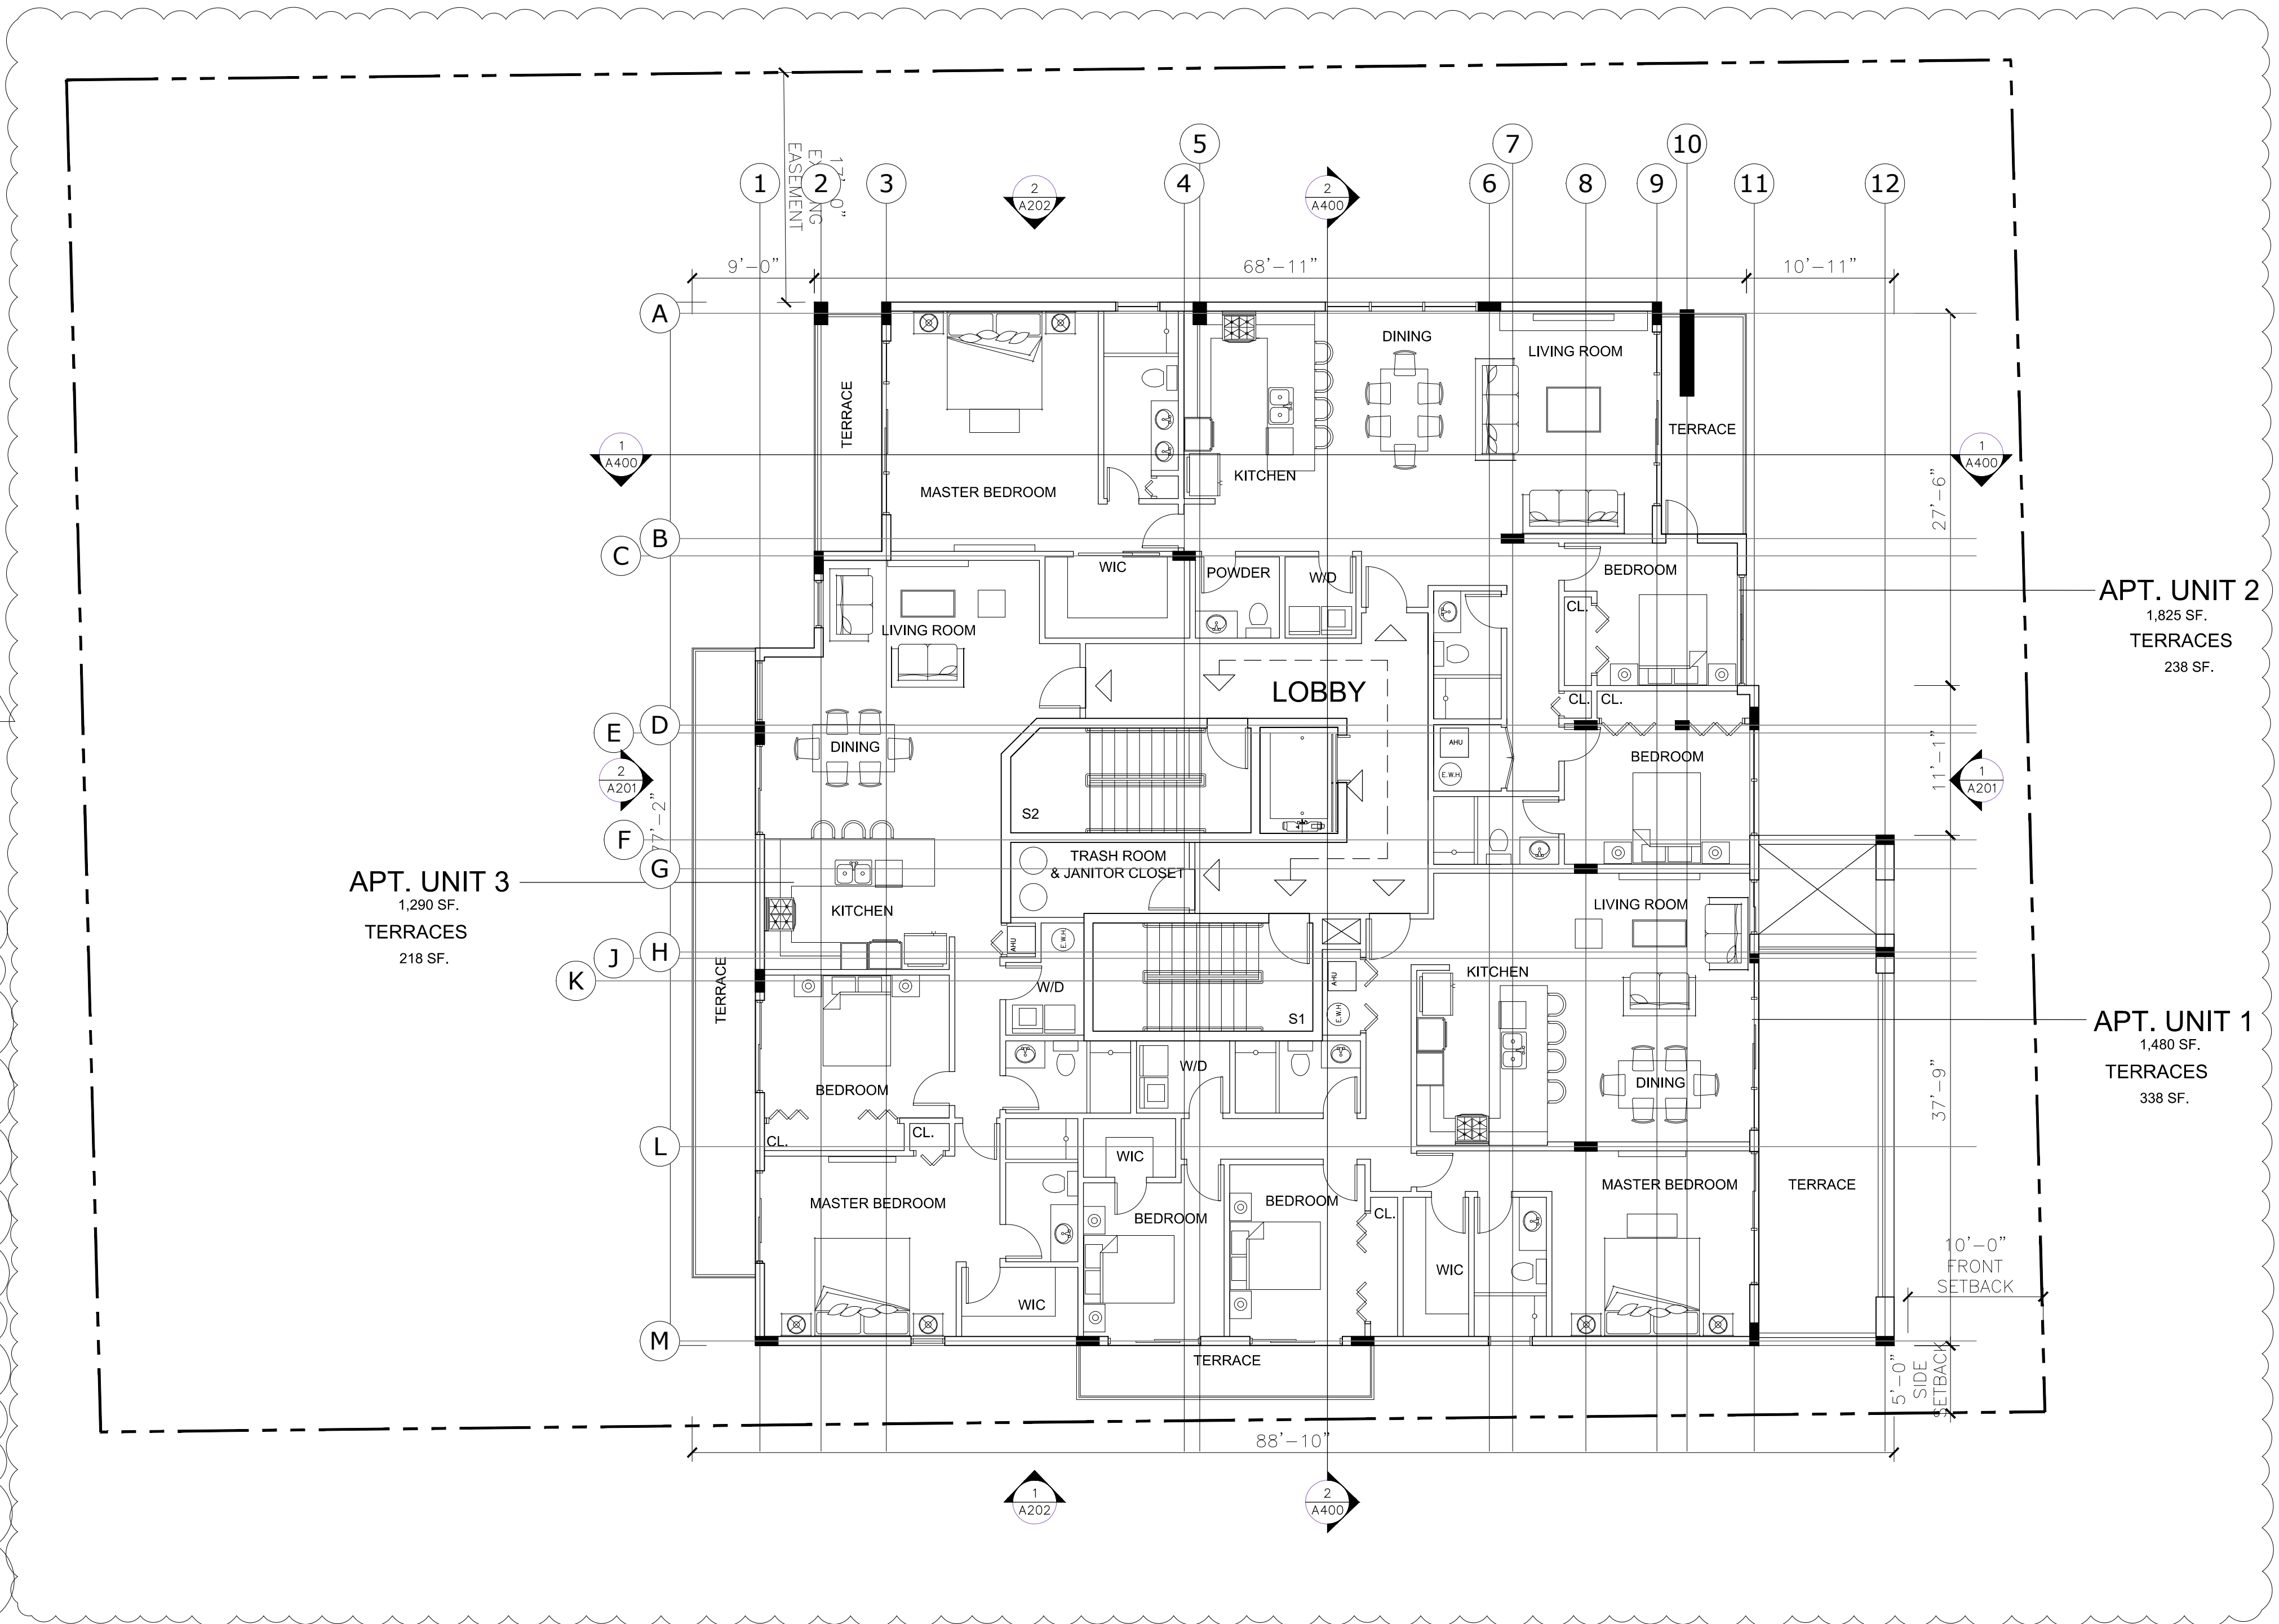 5
7
10
1
2
3
4
6
8
9
11
12
17'-0"
EXISTING
EASEMENT
2
A202
2
A400
9'-0"
68'-11"
10'-11"
A
DINING
LIVING ROOM
TERRACE
TERRACE
1
A400
1
A400
KITCHEN
MASTER BEDROOM
27'-6"
B
C
WIC
POWDER
W/D
BEDROOM
CL.
APT. UNIT 2
1,825 SF.
TERRACES
238 SF.
LIVING ROOM
LOBBY
CL.
CL.
D
E
DINING
AHU
E.W.H
BEDROOM
2
A201
1
A201
11'-1"
77'-2"
S2
F
G
TRASH ROOM
& JANITOR CLOSET
APT. UNIT 3
1,290 SF.
TERRACES
218 SF.
KITCHEN
LIVING ROOM
AHU
E.W.H
H
J
K
TERRACE
W/D
AHU
E.W.H
S1
KITCHEN
APT. UNIT 1
1,480 SF.
TERRACES
338 SF.
W/D
BEDROOM
DINING
37'-9"
CL.
CL.
L
WIC
MASTER BEDROOM
BEDROOM
BEDROOM
CL.
MASTER BEDROOM
TERRACE
WIC
WIC
10'-0"
FRONT
SETBACK
M
TERRACE
5'-0"
SIDE
SETBACK
88'-10"
1
A202
2
A400